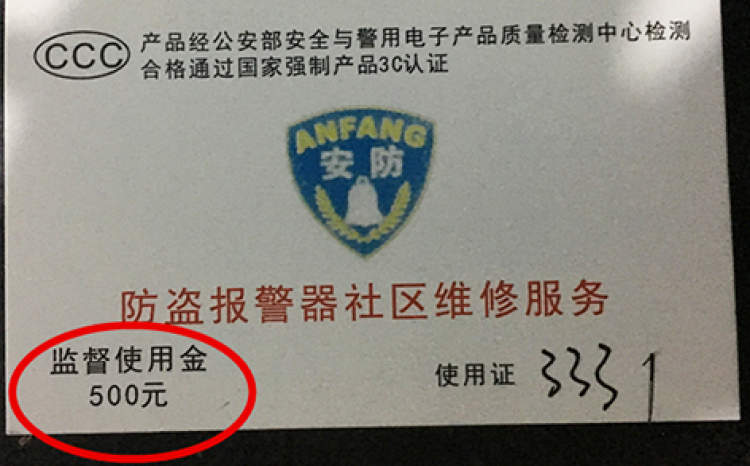 CCC 产品经公安部安全与警用电子产品质量检测中心检测
合格通过国家强制产品3C认证
ANFANG
安防
防盗报警器社区维修服务
监督使用金
500元
使用证 3331